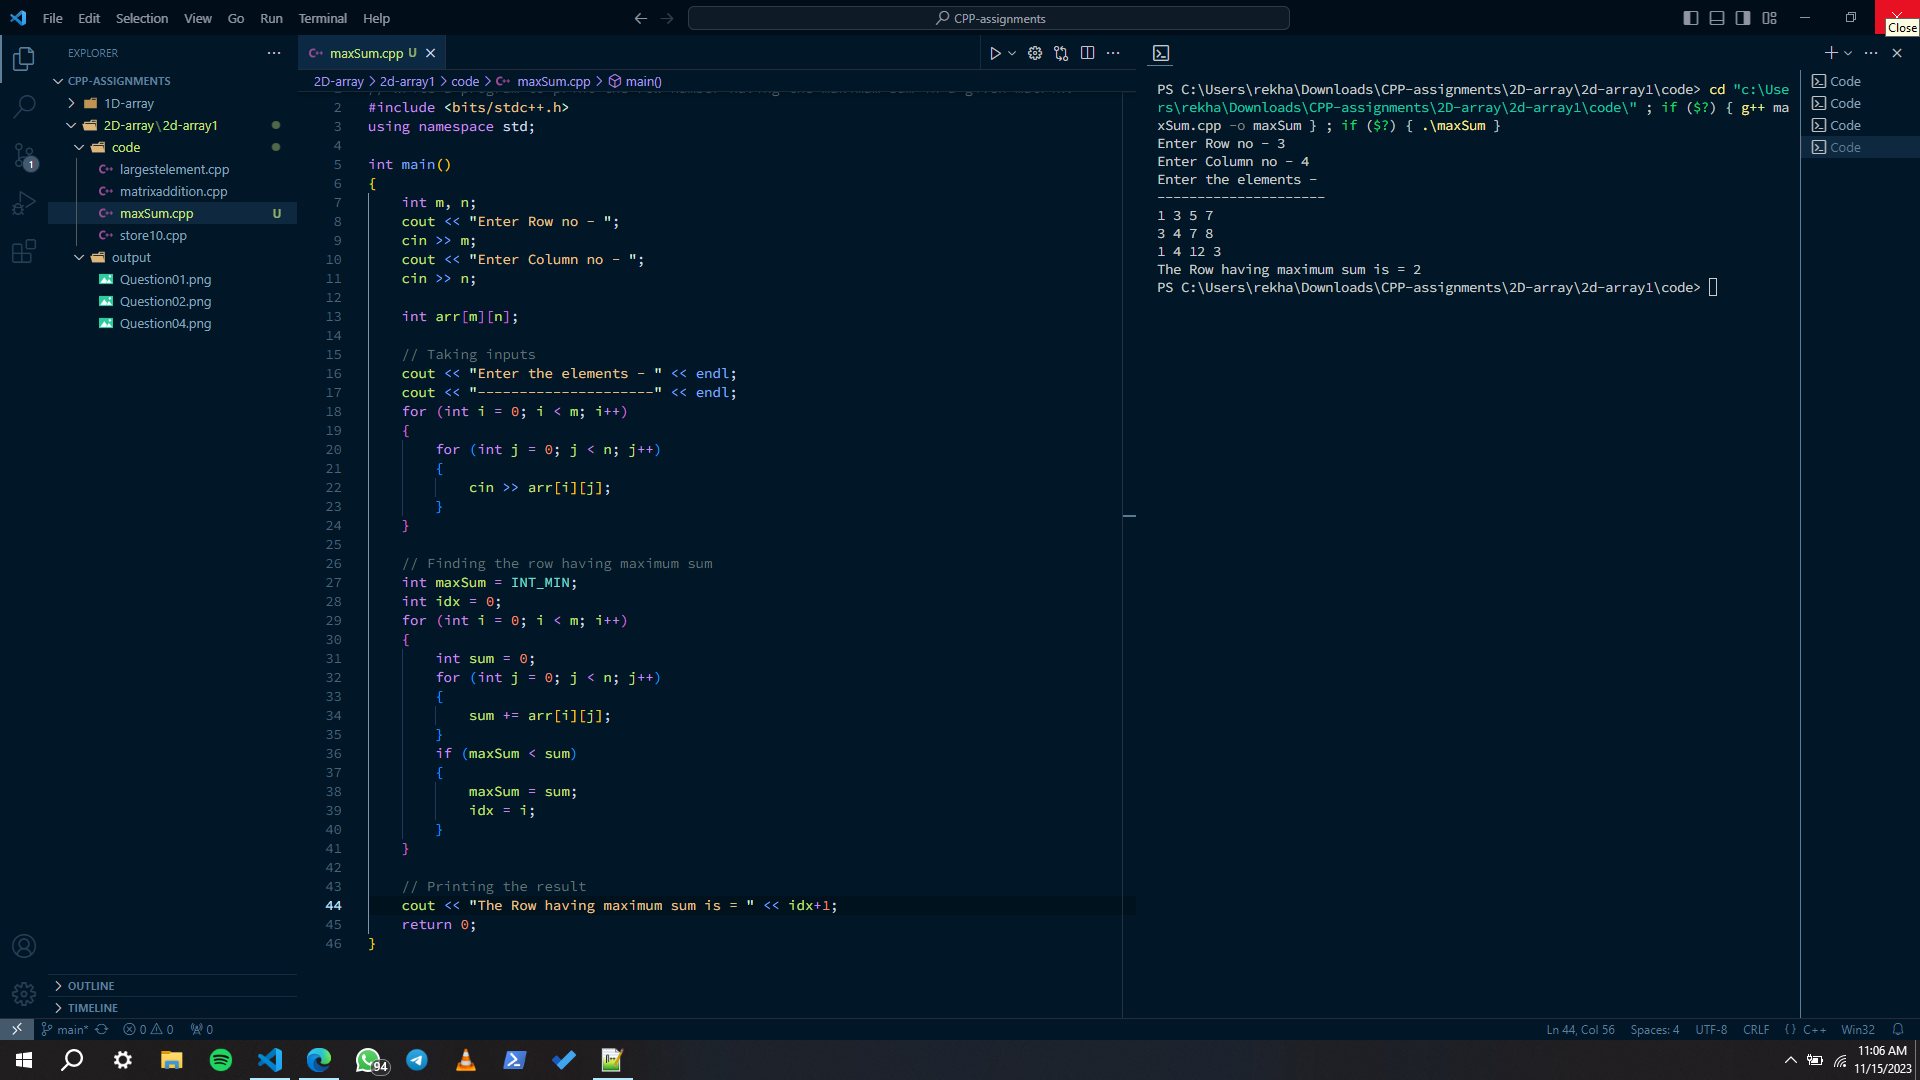 File Edit Selection View Go Run Terminal Help
CPP-assignments
Close
EXPLORER
CPP-ASSIGNMENTS
1D-array
2D-array\2d-array1
code
largestelement.cpp
matrixaddition.cpp
maxSum.cpp U
store10.cpp
output
Question01.png
Question02.png
Question04.png
OUTLINE
TIMELINE
1
maxSum.cpp U
2D-array > 2d-array1 > code > maxSum.cpp > main()
2 #include <bits/stdc++.h>
3 using namespace std;
4
5 int main()
6 {
7 int m, n;
8 cout << "Enter Row no - ";
9 cin >> m;
10 cout << "Enter Column no - ";
11 cin >> n;
12
13 int arr[m][n];
14
15 // Taking inputs
16 cout << "Enter the elements - " << endl;
17 cout << "---------------------" << endl;
18 for (int i = 0; i < m; i++)
19 {
20 for (int j = 0; j < n; j++)
21 {
22 cin >> arr[i][j];
23 }
24 }
25
26 // Finding the row having maximum sum
27 int maxSum = INT_MIN;
28 int idx = 0;
29 for (int i = 0; i < m; i++)
30 {
31 int sum = 0;
32 for (int j = 0; j < n; j++)
33 {
34 sum += arr[i][j];
35 }
36 if (maxSum < sum)
37 {
38 maxSum = sum;
39 idx = i;
40 }
41 }
42
43 // Printing the result
44 cout << "The Row having maximum sum is = " << idx+1;
45 return 0;
46 }
PS C:\Users\rekha\Downloads\CPP-assignments\2D-array\2d-array1\code> cd "c:\Use
rs\rekha\Downloads\CPP-assignments\2D-array\2d-array1\code\" ; if ($?) { g++ ma
xSum.cpp -o maxSum } ; if ($?) { .\maxSum }
Enter Row no - 3
Enter Column no - 4
Enter the elements -
---------------------
1 3 5 7
3 4 7 8
1 4 12 3
The Row having maximum sum is = 2
PS C:\Users\rekha\Downloads\CPP-assignments\2D-array\2d-array1\code>
Code
Code
Code
Code
main* 0 0 0
Ln 44, Col 56 Spaces: 4 UTF-8 CRLF {} C++ Win32
94
11:06 AM
11/15/2023